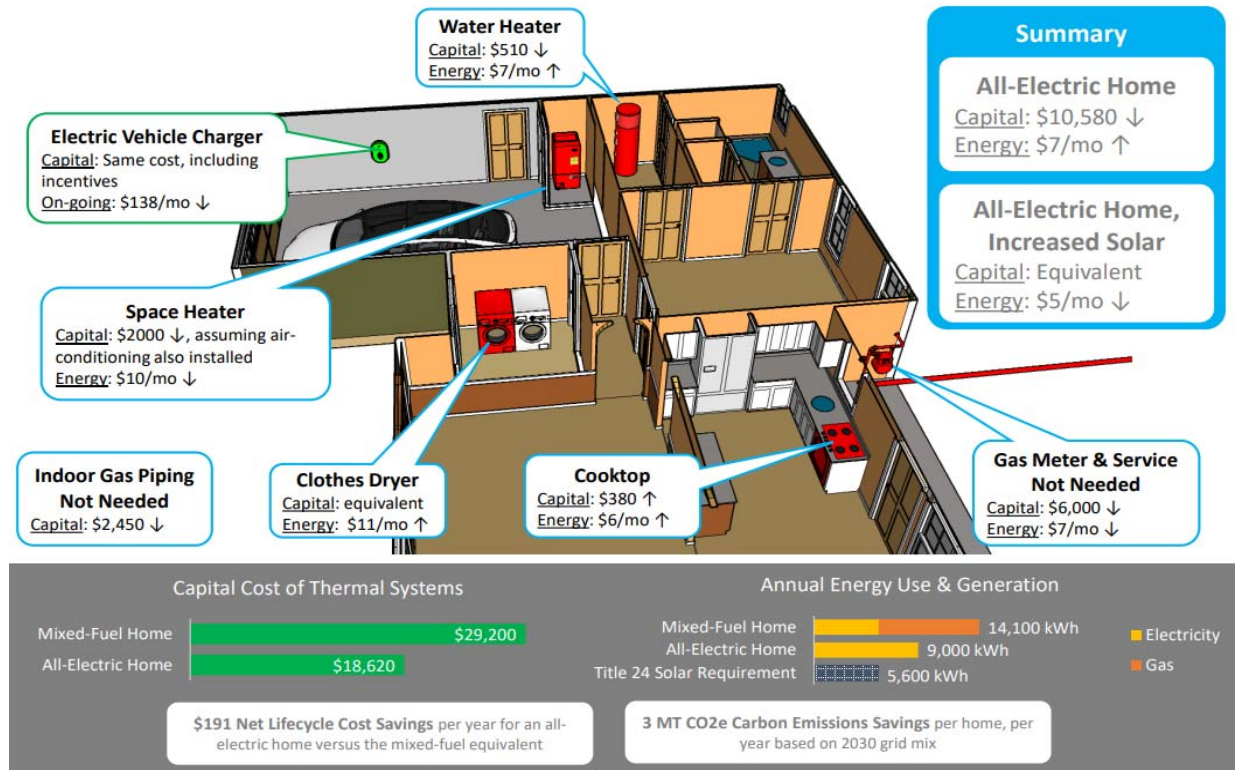 Water Heater
Capital: $510 ↓
Energy: $7/mo ↑
Electric Vehicle Charger
Capital: Same cost, including
incentives
On-going: $138/mo ↓
Space Heater
Capital: $2000 ↓, assuming air-
conditioning also installed
Energy: $10/mo ↓
Indoor Gas Piping
Not Needed
Capital: $2,450 ↓
Clothes Dryer
Capital: equivalent
Energy: $11/mo ↑
Cooktop
Capital: $380 ↑
Energy: $6/mo ↑
Gas Meter & Service
Not Needed
Capital: $6,000 ↓
Energy: $7/mo ↓
Summary
All-Electric Home
Capital: $10,580 ↓
Energy: $7/mo ↑
All-Electric Home,
Increased Solar
Capital: Equivalent
Energy: $5/mo ↓
Capital Cost of Thermal Systems
Mixed-Fuel Home $29,200
All-Electric Home $18,620
$191 Net Lifecycle Cost Savings per year for an all-
electric home versus the mixed-fuel equivalent
Annual Energy Use & Generation
Mixed-Fuel Home 14,100 kWh
All-Electric Home 9,000 kWh
Title 24 Solar Requirement 5,600 kWh
Electricity
Gas
3 MT CO2e Carbon Emissions Savings per home, per
year based on 2030 grid mix